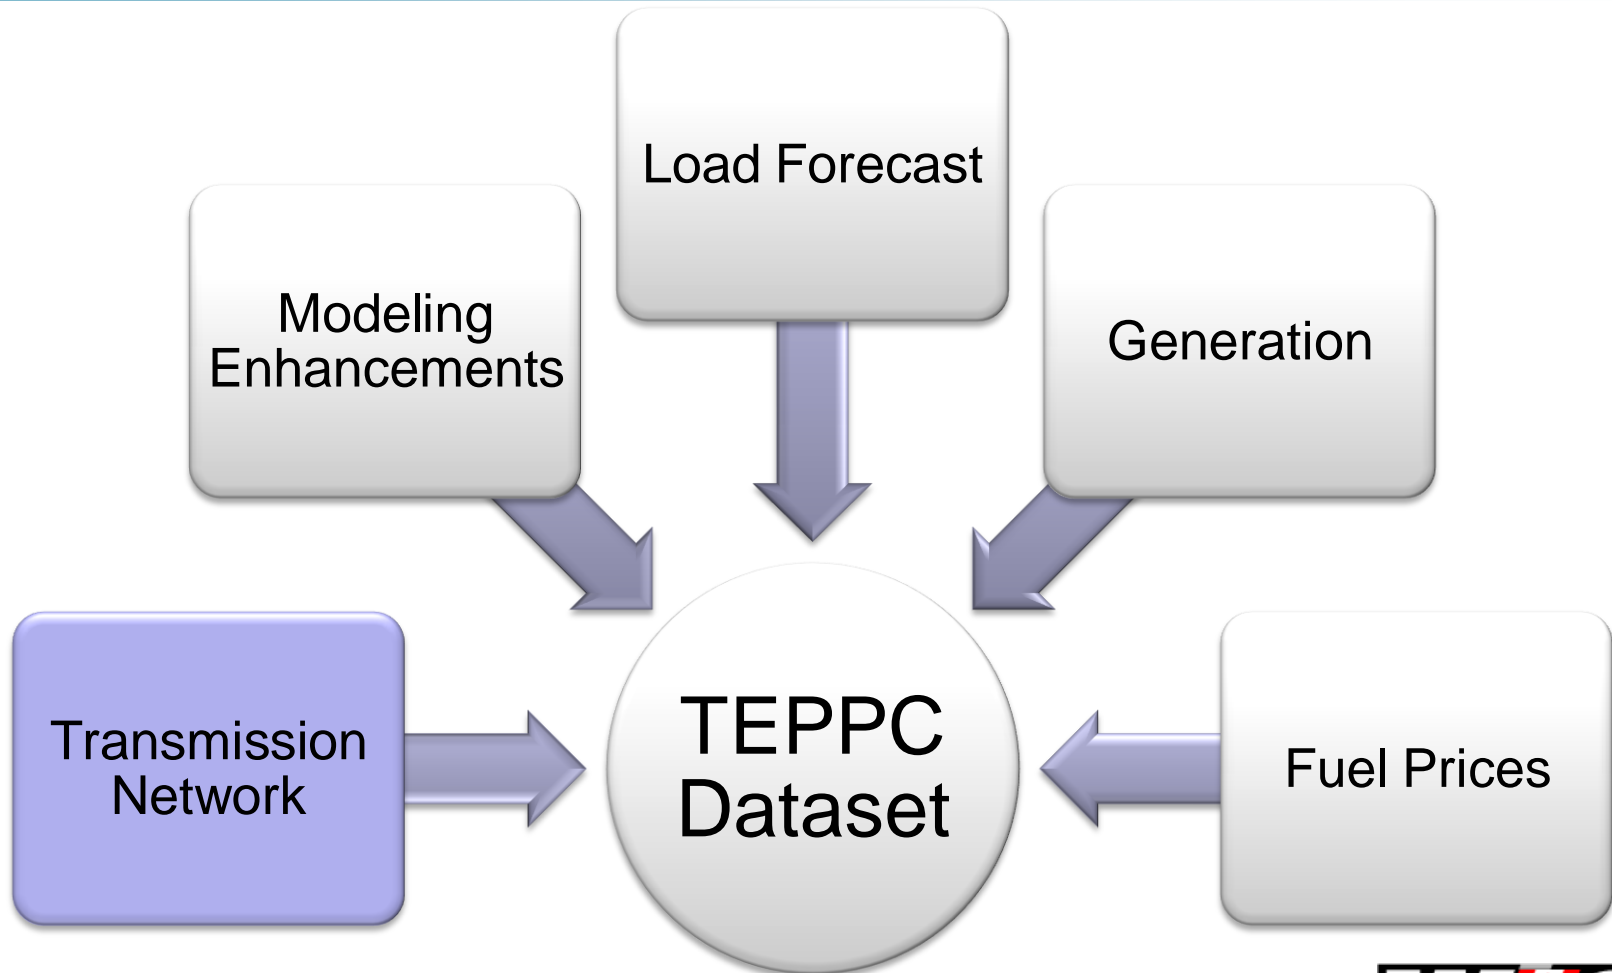 Load Forecast
Modeling
Enhancements
Generation
Transmission
Network
TEPPC
Dataset
Fuel Prices